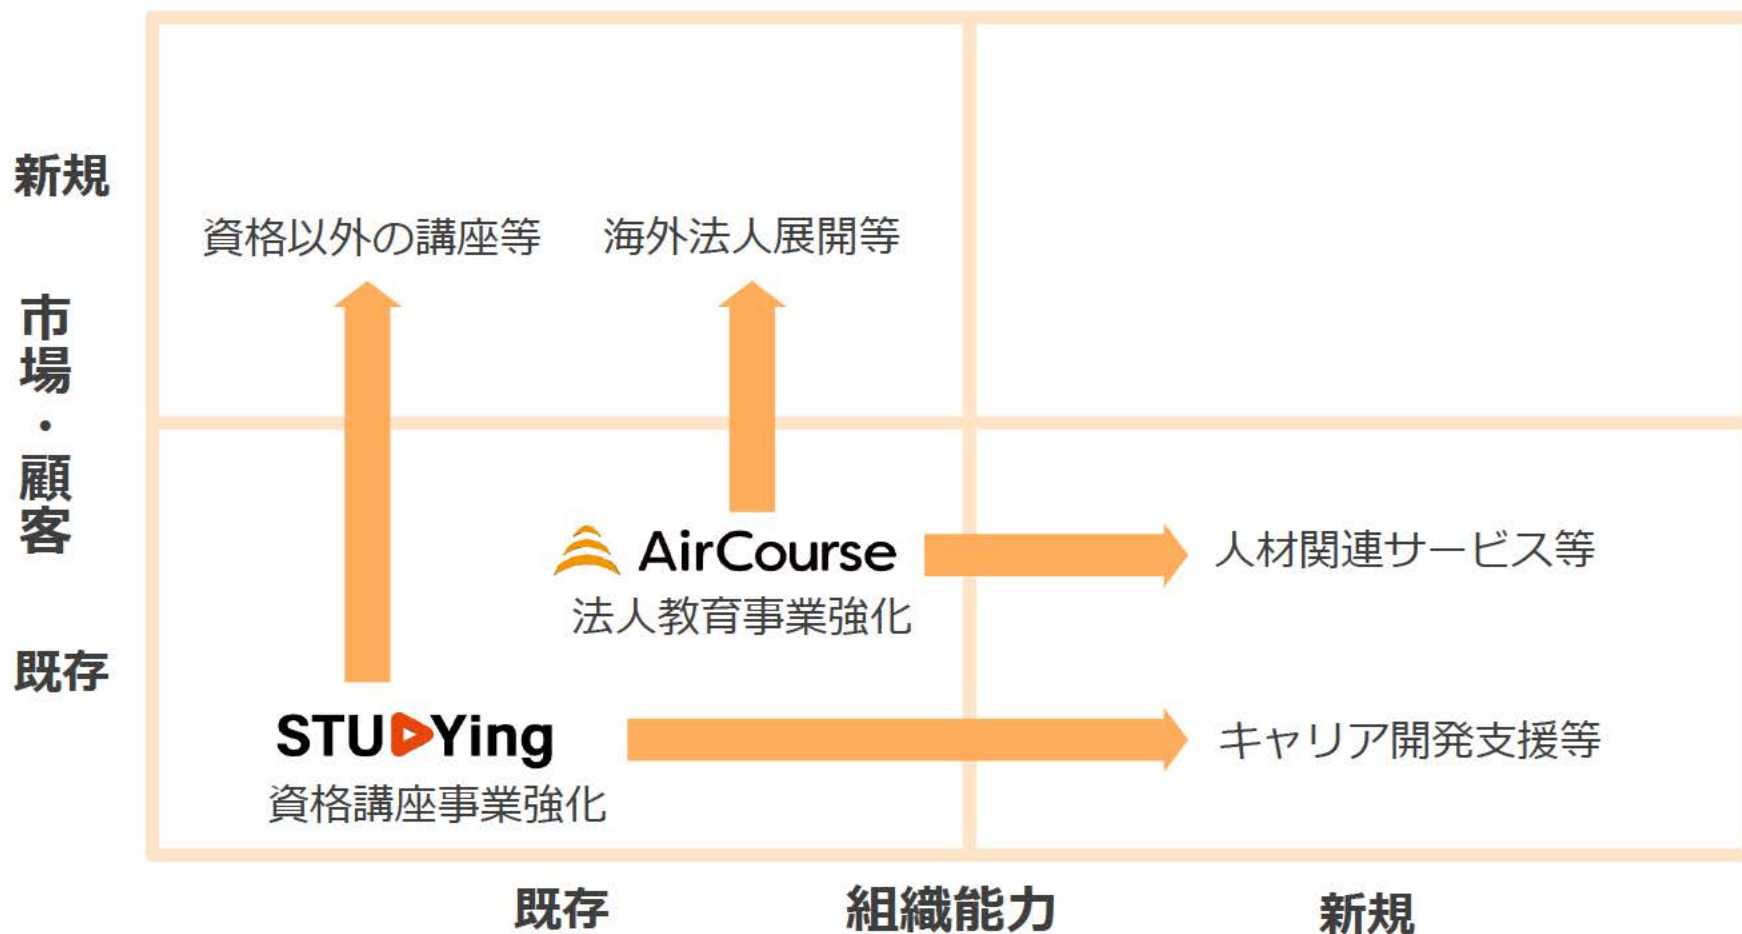 新規
資格以外の講座等
海外法人展開等
市場・顧客
AirCourse
法人教育事業強化
人材関連サービス等
既存
STUDYing
資格講座事業強化
キャリア開発支援等
既存
組織能力
新規